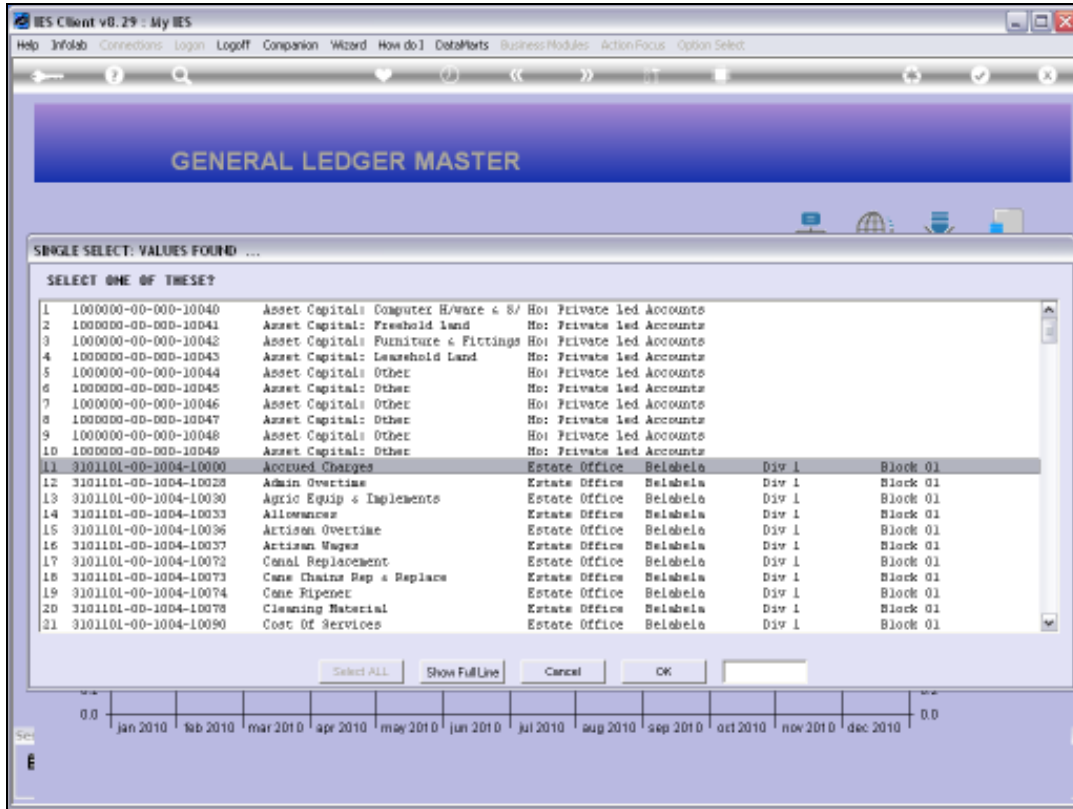 IES Client v8.29 : My IES
Help Infolab Connections Logon Logoff Companion Wizard How do I DataMarts Business Modules Action Focus Option Select
GENERAL LEDGER MASTER
SINGLE SELECT: VALUES FOUND ...
SELECT ONE OF THESE?
1 1000000-00-000-10040 Asset Capital: Computer H/ware & S/ Ho: Private Led Accounts
2 1000000-00-000-10041 Asset Capital: Freehold land Ho: Private Led Accounts
3 1000000-00-000-10042 Asset Capital: Furniture & Fittings Ho: Private Led Accounts
4 1000000-00-000-10043 Asset Capital: Leasehold Land Ho: Private Led Accounts
5 1000000-00-000-10044 Asset Capital: Other Ho: Private Led Accounts
6 1000000-00-000-10045 Asset Capital: Other Ho: Private Led Accounts
7 1000000-00-000-10046 Asset Capital: Other Ho: Private Led Accounts
8 1000000-00-000-10047 Asset Capital: Other Ho: Private Led Accounts
9 1000000-00-000-10048 Asset Capital: Other Ho: Private Led Accounts
10 1000000-00-000-10049 Asset Capital: Other Ho: Private Led Accounts
11 3101101-00-1004-10000 Accrued Charges Estate Office Belabela Div 1 Block 01
12 3101101-00-1004-10028 Admin Overtime Estate Office Belabela Div 1 Block 01
13 3101101-00-1004-10030 Agric Equip & Implements Estate Office Belabela Div 1 Block 01
14 3101101-00-1004-10033 Allowances Estate Office Belabela Div 1 Block 01
15 3101101-00-1004-10036 Artisan Overtime Estate Office Belabela Div 1 Block 01
16 3101101-00-1004-10037 Artisan Wages Estate Office Belabela Div 1 Block 01
17 3101101-00-1004-10072 Canal Replacement Estate Office Belabela Div 1 Block 01
18 3101101-00-1004-10073 Cane Chains Rep & Replace Estate Office Belabela Div 1 Block 01
19 3101101-00-1004-10074 Cane Ripener Estate Office Belabela Div 1 Block 01
20 3101101-00-1004-10078 Cleaning Material Estate Office Belabela Div 1 Block 01
21 3101101-00-1004-10090 Cost Of Services Estate Office Belabela Div 1 Block 01
Select ALL Show Full Line Cancel OK
0.0 jan 2010 feb 2010 mar 2010 apr 2010 may 2010 jun 2010 jul 2010 aug 2010 sep 2010 oct 2010 nov 2010 dec 2010 0.0